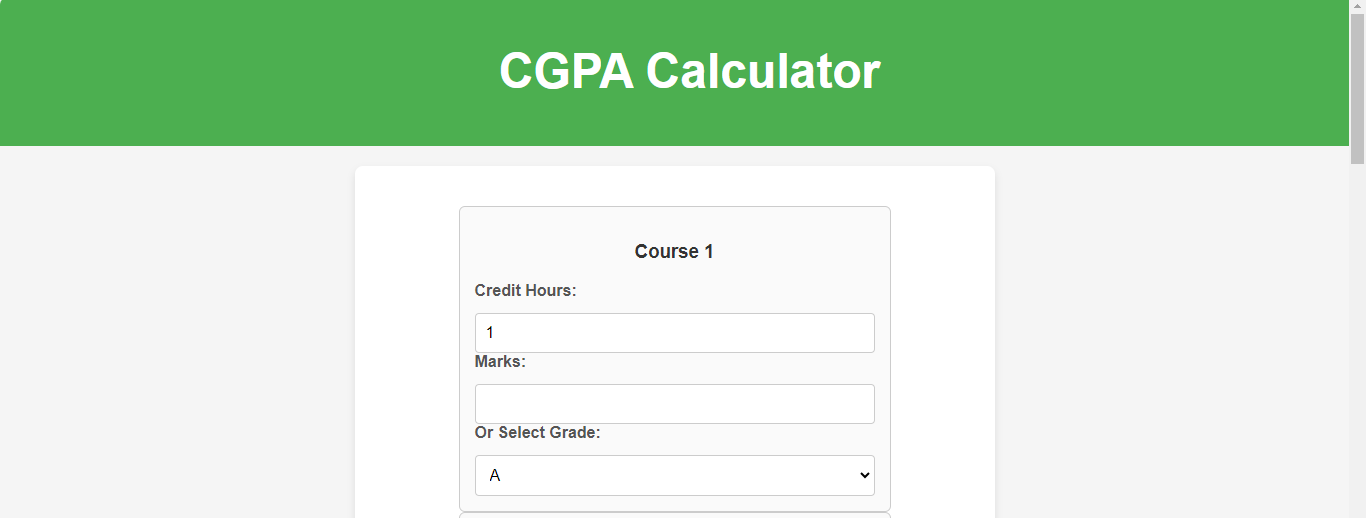 CGPA Calculator
Course 1
Credit Hours:
1
Marks:
Or Select Grade:
A